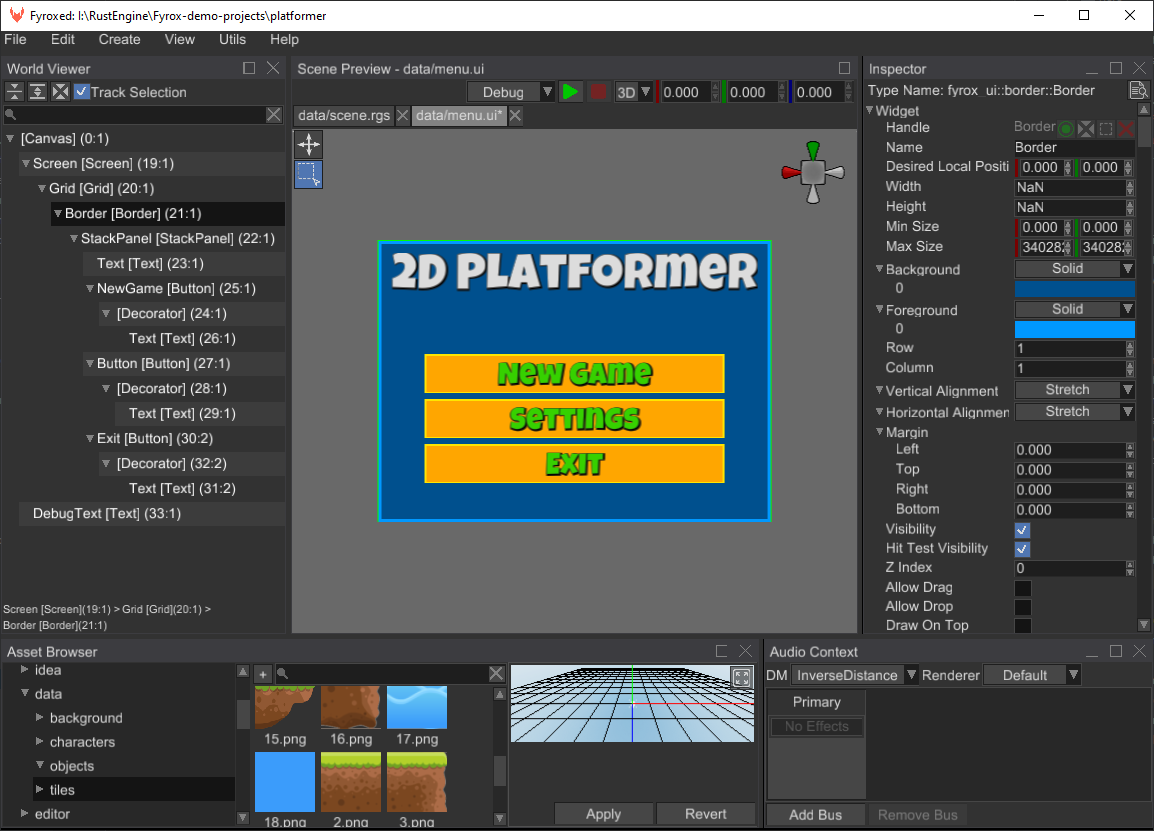 Fyroxed: I:\RustEngine\Fyrox-demo-projects\platformer
File Edit Create View Utils Help
World Viewer
Track Selection
[Canvas] (0:1)
Screen [Screen] (19:1)
Grid [Grid] (20:1)
Border [Border] (21:1)
StackPanel [StackPanel] (22:1)
Text [Text] (23:1)
NewGame [Button] (25:1)
[Decorator] (24:1)
Text [Text] (26:1)
Button [Button] (27:1)
[Decorator] (28:1)
Text [Text] (29:1)
Exit [Button] (30:2)
[Decorator] (32:2)
Text [Text] (31:2)
DebugText [Text] (33:1)
Screen [Screen](19:1) > Grid [Grid](20:1) >
Border [Border](21:1)
Scene Preview - data/menu.ui
Debug 3D 0.000 0.000 0.000
data/scene.rgs data/menu.ui*
2D Platformer
New Game
Settings
Exit
Inspector
Type Name: fyrox_ui::border::Border
Widget
Handle Border
Name Border
Desired Local Positi 0.000 0.000
Width NaN
Height NaN
Min Size 0.000 0.000
Max Size 34028 34028
Background Solid
0
Foreground Solid
0
Row 1
Column 1
Vertical Alignment Stretch
Horizontal Alignmen Stretch
Margin
Left 0.000
Top 0.000
Right 0.000
Bottom 0.000
Visibility
Hit Test Visibility
Z Index 0
Allow Drag
Allow Drop
Draw On Top
Asset Browser
idea
data
background
characters
objects
tiles
editor
+
15.png 16.png 17.png
18.png 2.png 3.png
Apply Revert
Audio Context
DM InverseDistance Renderer Default
Primary
No Effects
Add Bus Remove Bus